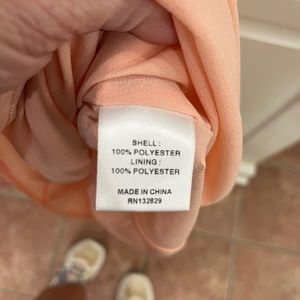 SHELL :
100% POLYESTER
LINING :
100% POLYESTER
MADE IN CHINA
RN132829